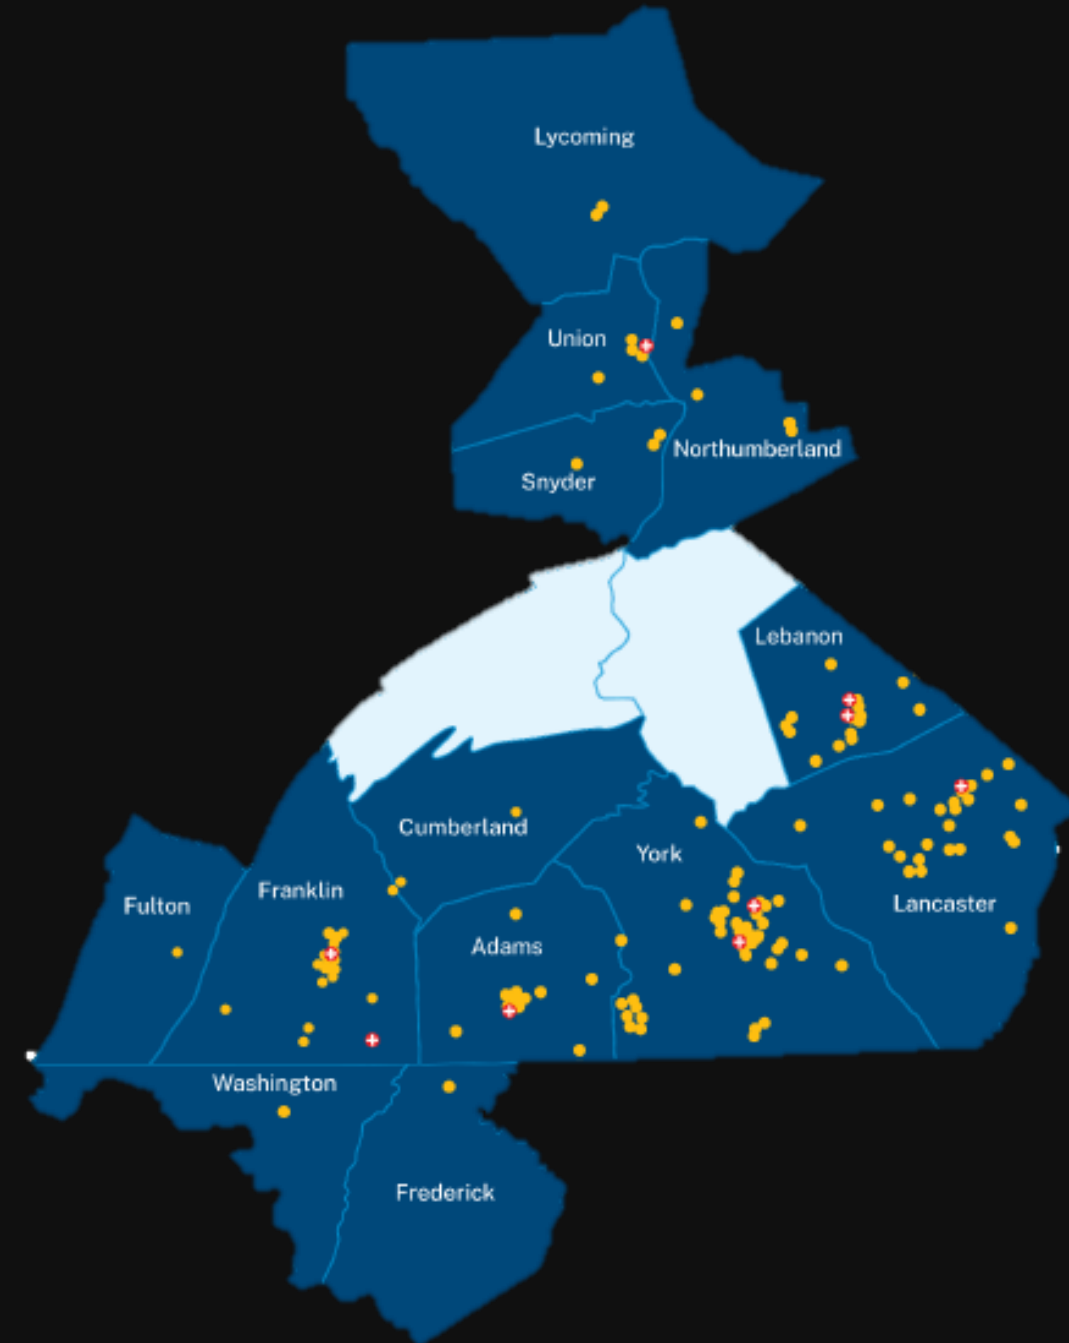 Lycoming
Union
Northumberland
Snyder
Lebanon
Cumberland
York
Franklin
Fulton
Lancaster
Adams
Washington
Frederick